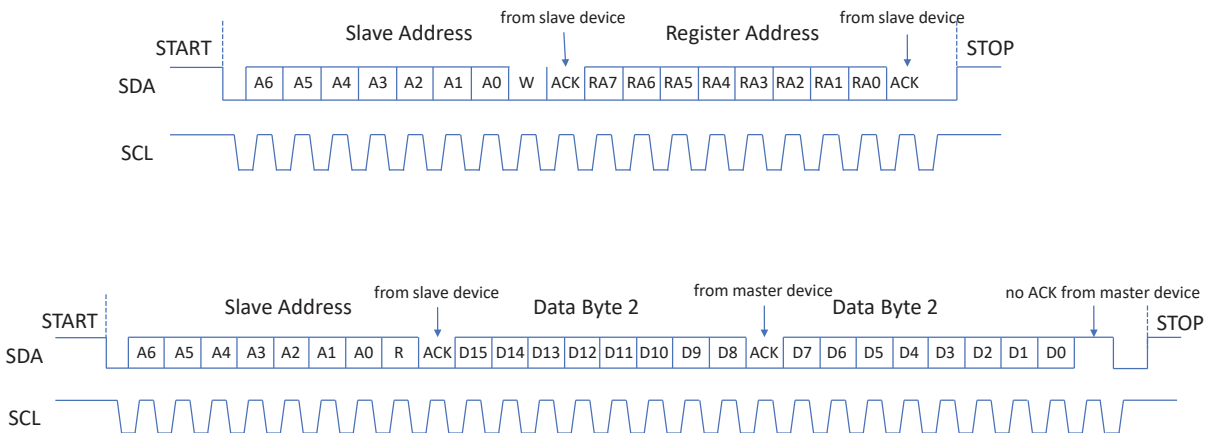 from slave device from slave device
Slave Address Register Address
START STOP
SDA A6 A5 A4 A3 A2 A1 A0 W ACK RA7 RA6 RA5 RA4 RA3 RA2 RA1 RA0 ACK
SCL
from slave device from master device no ACK from master device
Slave Address Data Byte 2 Data Byte 2
START STOP
SDA A6 A5 A4 A3 A2 A1 A0 R ACK D15 D14 D13 D12 D11 D10 D9 D8 ACK D7 D6 D5 D4 D3 D2 D1 D0
SCL